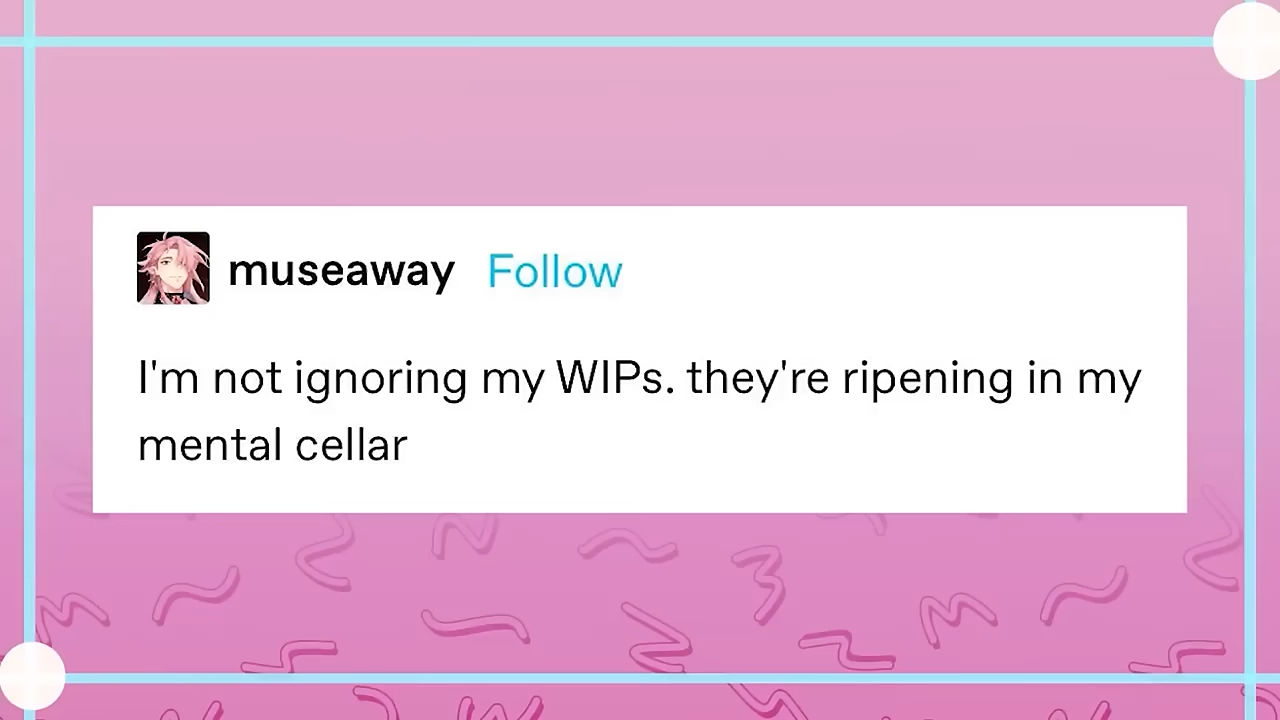 museaway Follow
I'm not ignoring my WIPs. they're ripening in my
mental cellar